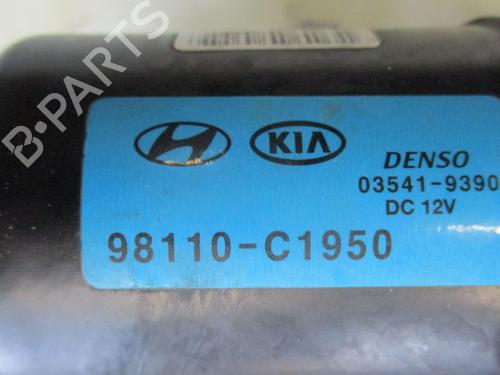 KIA
DENSO
03541-9390
DC 12V
98110-C1950
B-PARTS